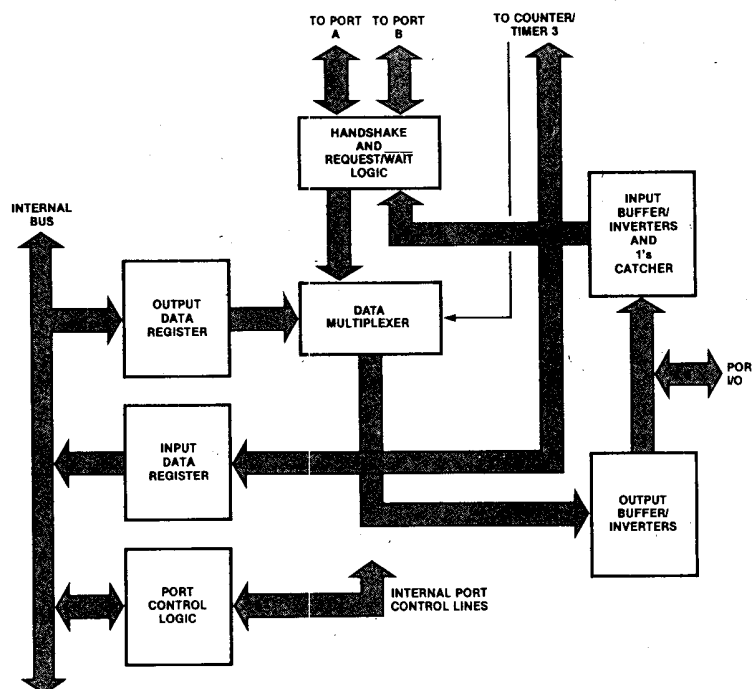 TO PORT
A
TO PORT
B
TO COUNTER/
TIMER 3
HANDSHAKE
AND
REQUEST/WAIT
LOGIC
INTERNAL
BUS
INPUT
BUFFER/
INVERTERS
AND
1's
CATCHER
OUTPUT
DATA
REGISTER
DATA
MULTIPLEXER
POR
I/O
INPUT
DATA
REGISTER
OUTPUT
BUFFER/
INVERTERS
PORT
CONTROL
LOGIC
INTERNAL PORT
CONTROL LINES